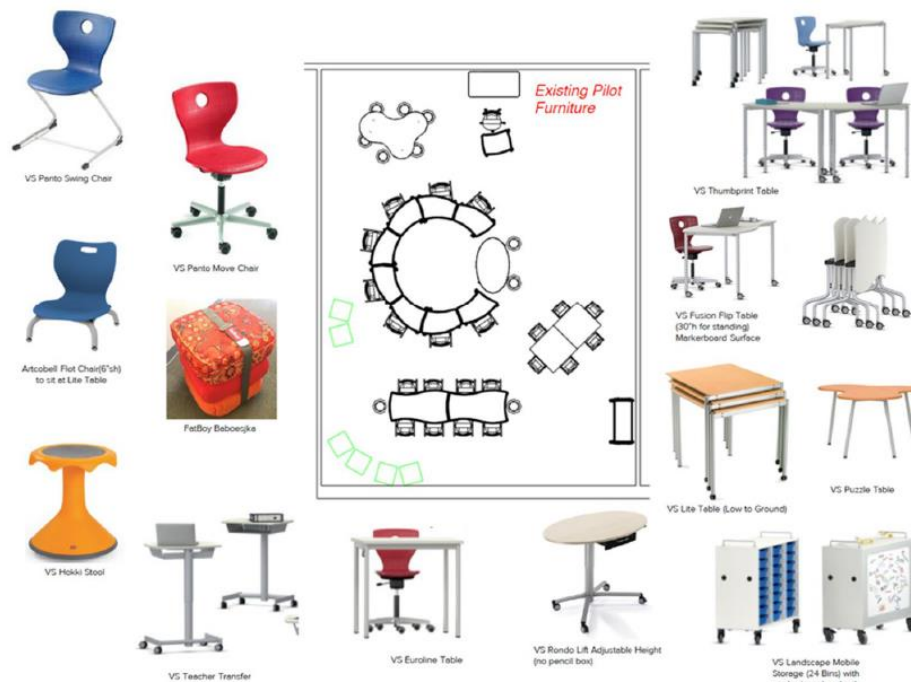 Existing Pilot
Furniture
VS Panto Swing Chair
VS Panto Move Chair
VS Thumbprint Table
VS Fusion Flip Table
(30"h for standing)
Markerboard Surface
Artcobell Flot Chair(6"sh)
to sit at Lite Table
FatBoy Baboesjka
VS Lite Table (Low to Ground)
VS Puzzle Table
VS Hokki Stool
VS Teacher Transfer
VS Euroline Table
VS Rondo Lift Adjustable Height
(no pencil box)
VS Landscape Mobile
Storage (24 Bins) with